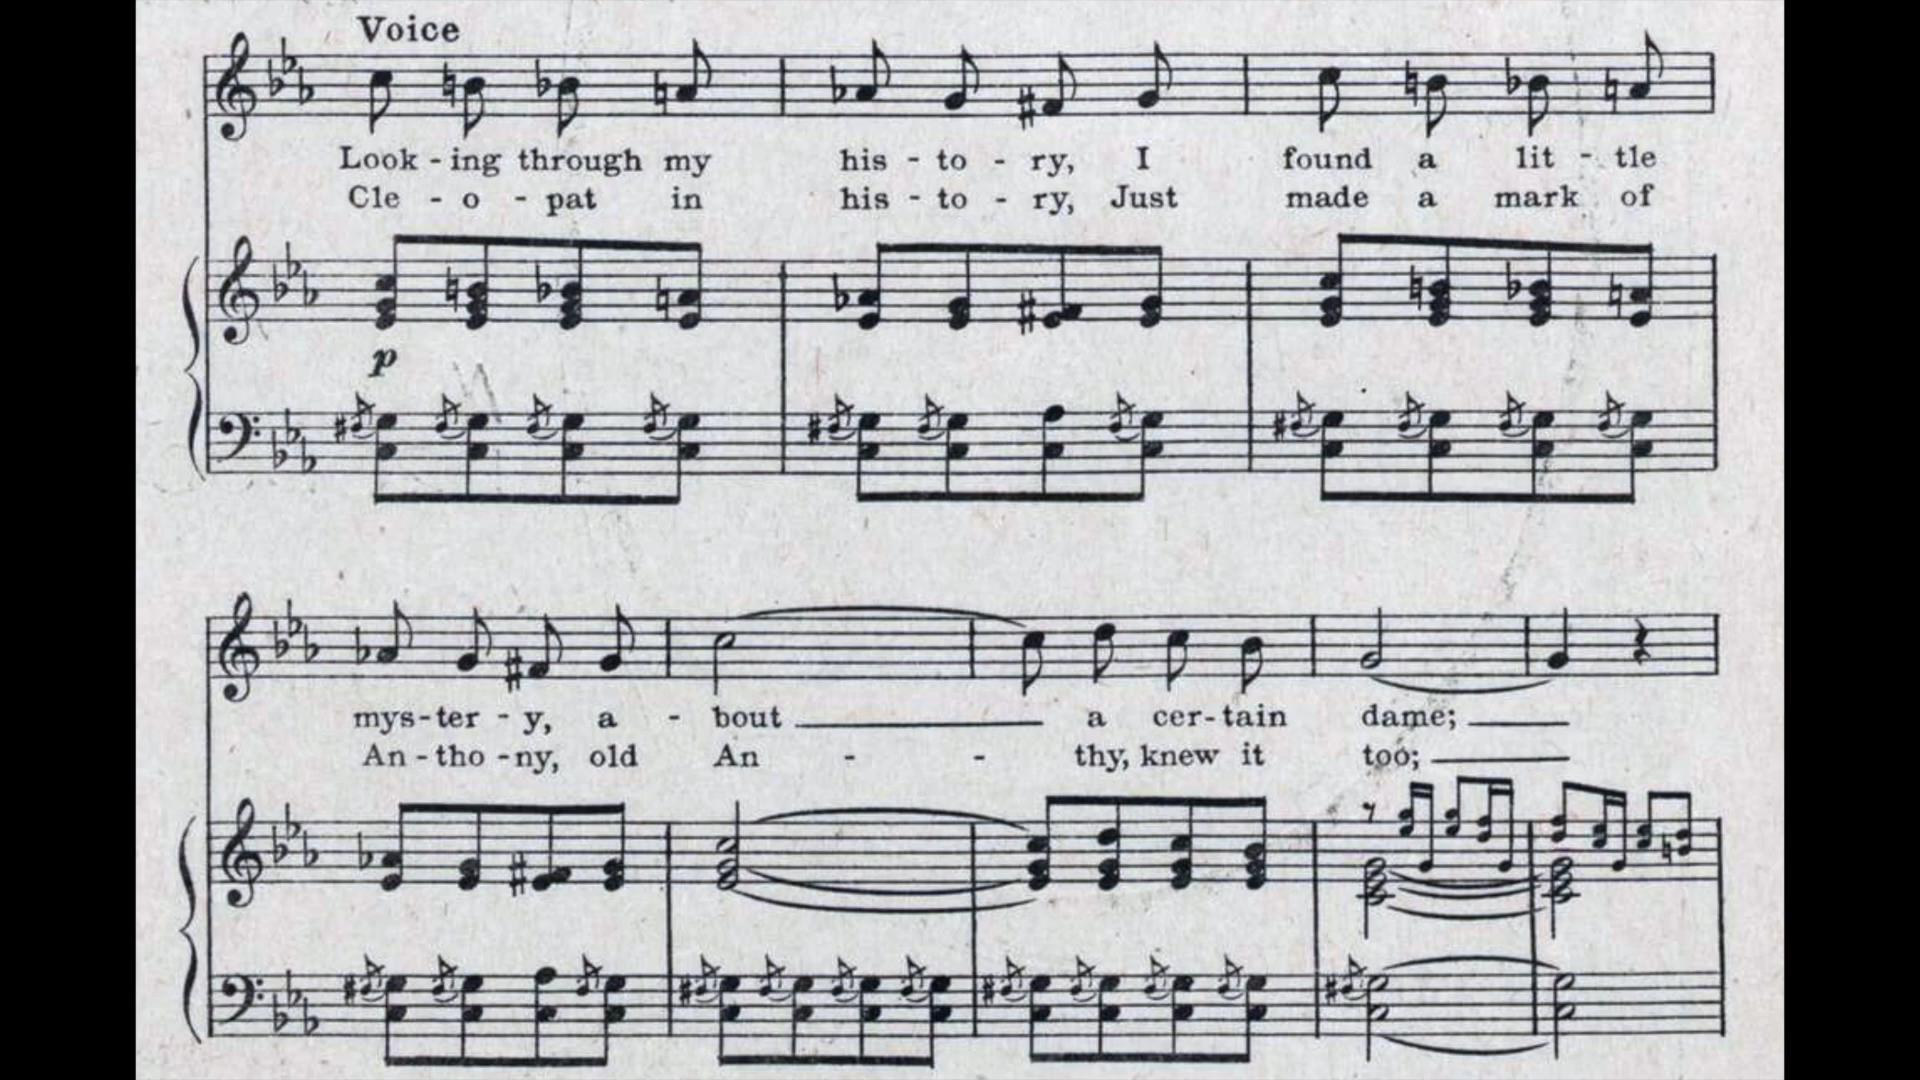 Voice
Look - ing through my his - to - ry, I found a lit - tle
Cle - o - pat in his - to - ry, Just made a mark of
p
mys - ter - y, a - bout a cer - tain dame;
An - tho - ny, old An - - thy, knew it too;